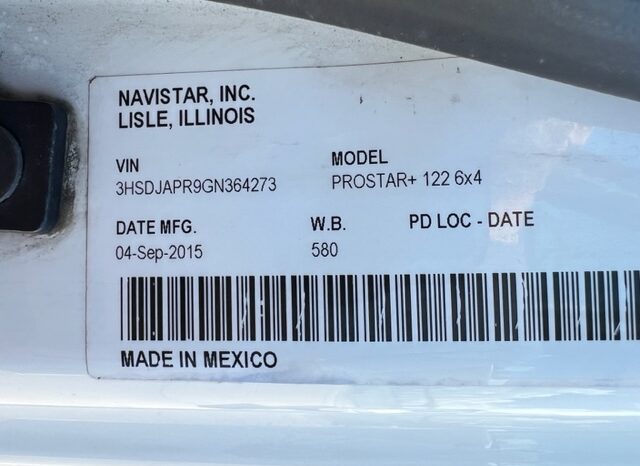 NAVISTAR, INC.
LISLE, ILLINOIS
VIN MODEL
3HSDJAPR9GN364273 PROSTAR+ 122 6x4
DATE MFG. W.B. PD LOC - DATE
04-Sep-2015 580
MADE IN MEXICO